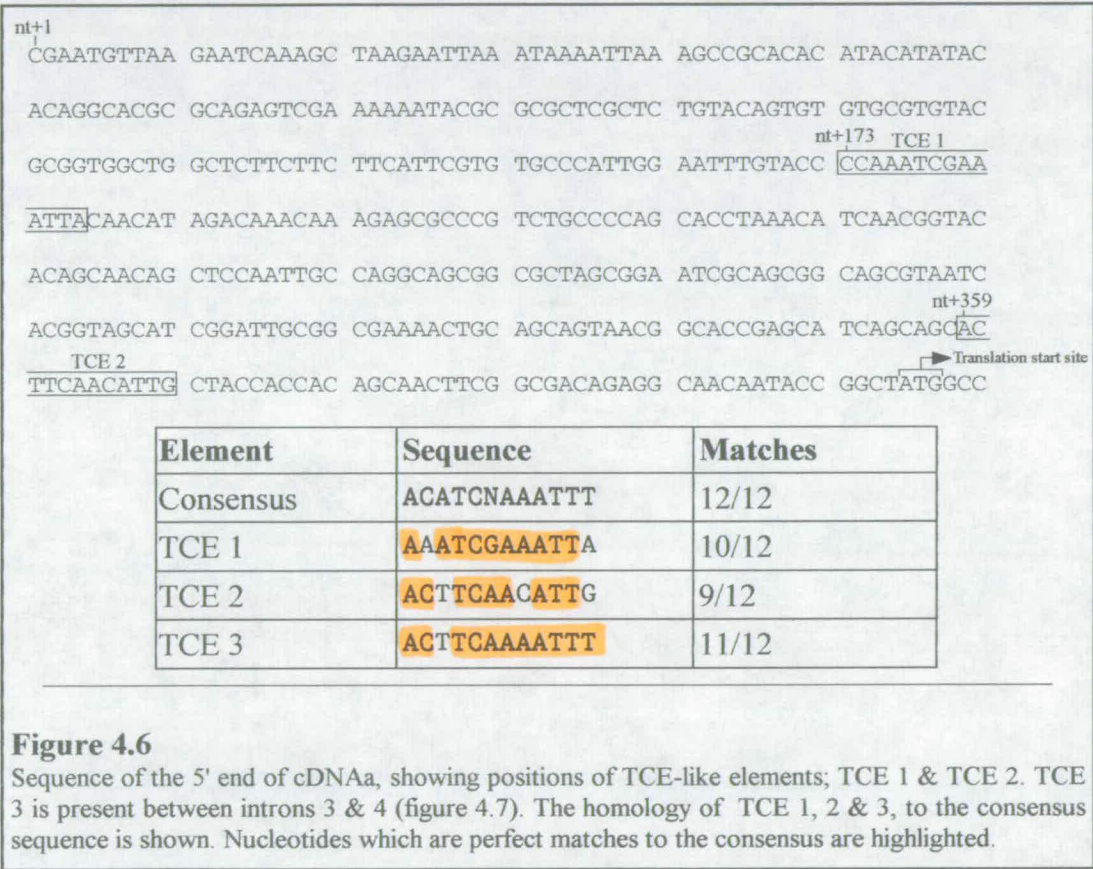 nt+1
CGAATGTTAA GAATCAAAGC TAAGAATTAA ATAAAATTAA AGCCGCACAC ATACATATAC
ACAGGCACGC GCAGAGTCGA AAAAATACGC GCGCTCGCTC TGTACAGTGT GTGCGTGTAC
nt+173 TCE 1
GCGGTGGCTG GCTCTTCTTC TTCATTCGTG TGCCCATTGG AATTTGTACC CCAAATCGAA
ATTACAACAT AGACAAACAA AGAGCGCCCG TCTGCCCCAG CACCTAAACA TCAACGGTAC
ACAGCAACAG CTCCAATTGC CAGGCAGCGG CGCTAGCGGA ATCGCAGCGG CAGCGTAATC
nt+359
ACGGTAGCAT CGGATTGCGG CGAAAACTGC AGCAGTAACG GCACCGAGCA TCAGCAGCAC
TCE 2 Translation start site
TTCAACATTG CTACCACCAC AGCAACTTCG GCGACAGAGG CAACAATACC GGCTATGGCC
Element Sequence Matches
Consensus ACATCNAAATTT 12/12
TCE 1 AAATCGAAATTA 10/12
TCE 2 ACTTCAACATTG 9/12
TCE 3 ACTTCAAAATTT 11/12
Figure 4.6
Sequence of the 5' end of cDNAa, showing positions of TCE-like elements; TCE 1 & TCE 2. TCE
3 is present between introns 3 & 4 (figure 4.7). The homology of TCE 1, 2 & 3, to the consensus
sequence is shown. Nucleotides which are perfect matches to the consensus are highlighted.